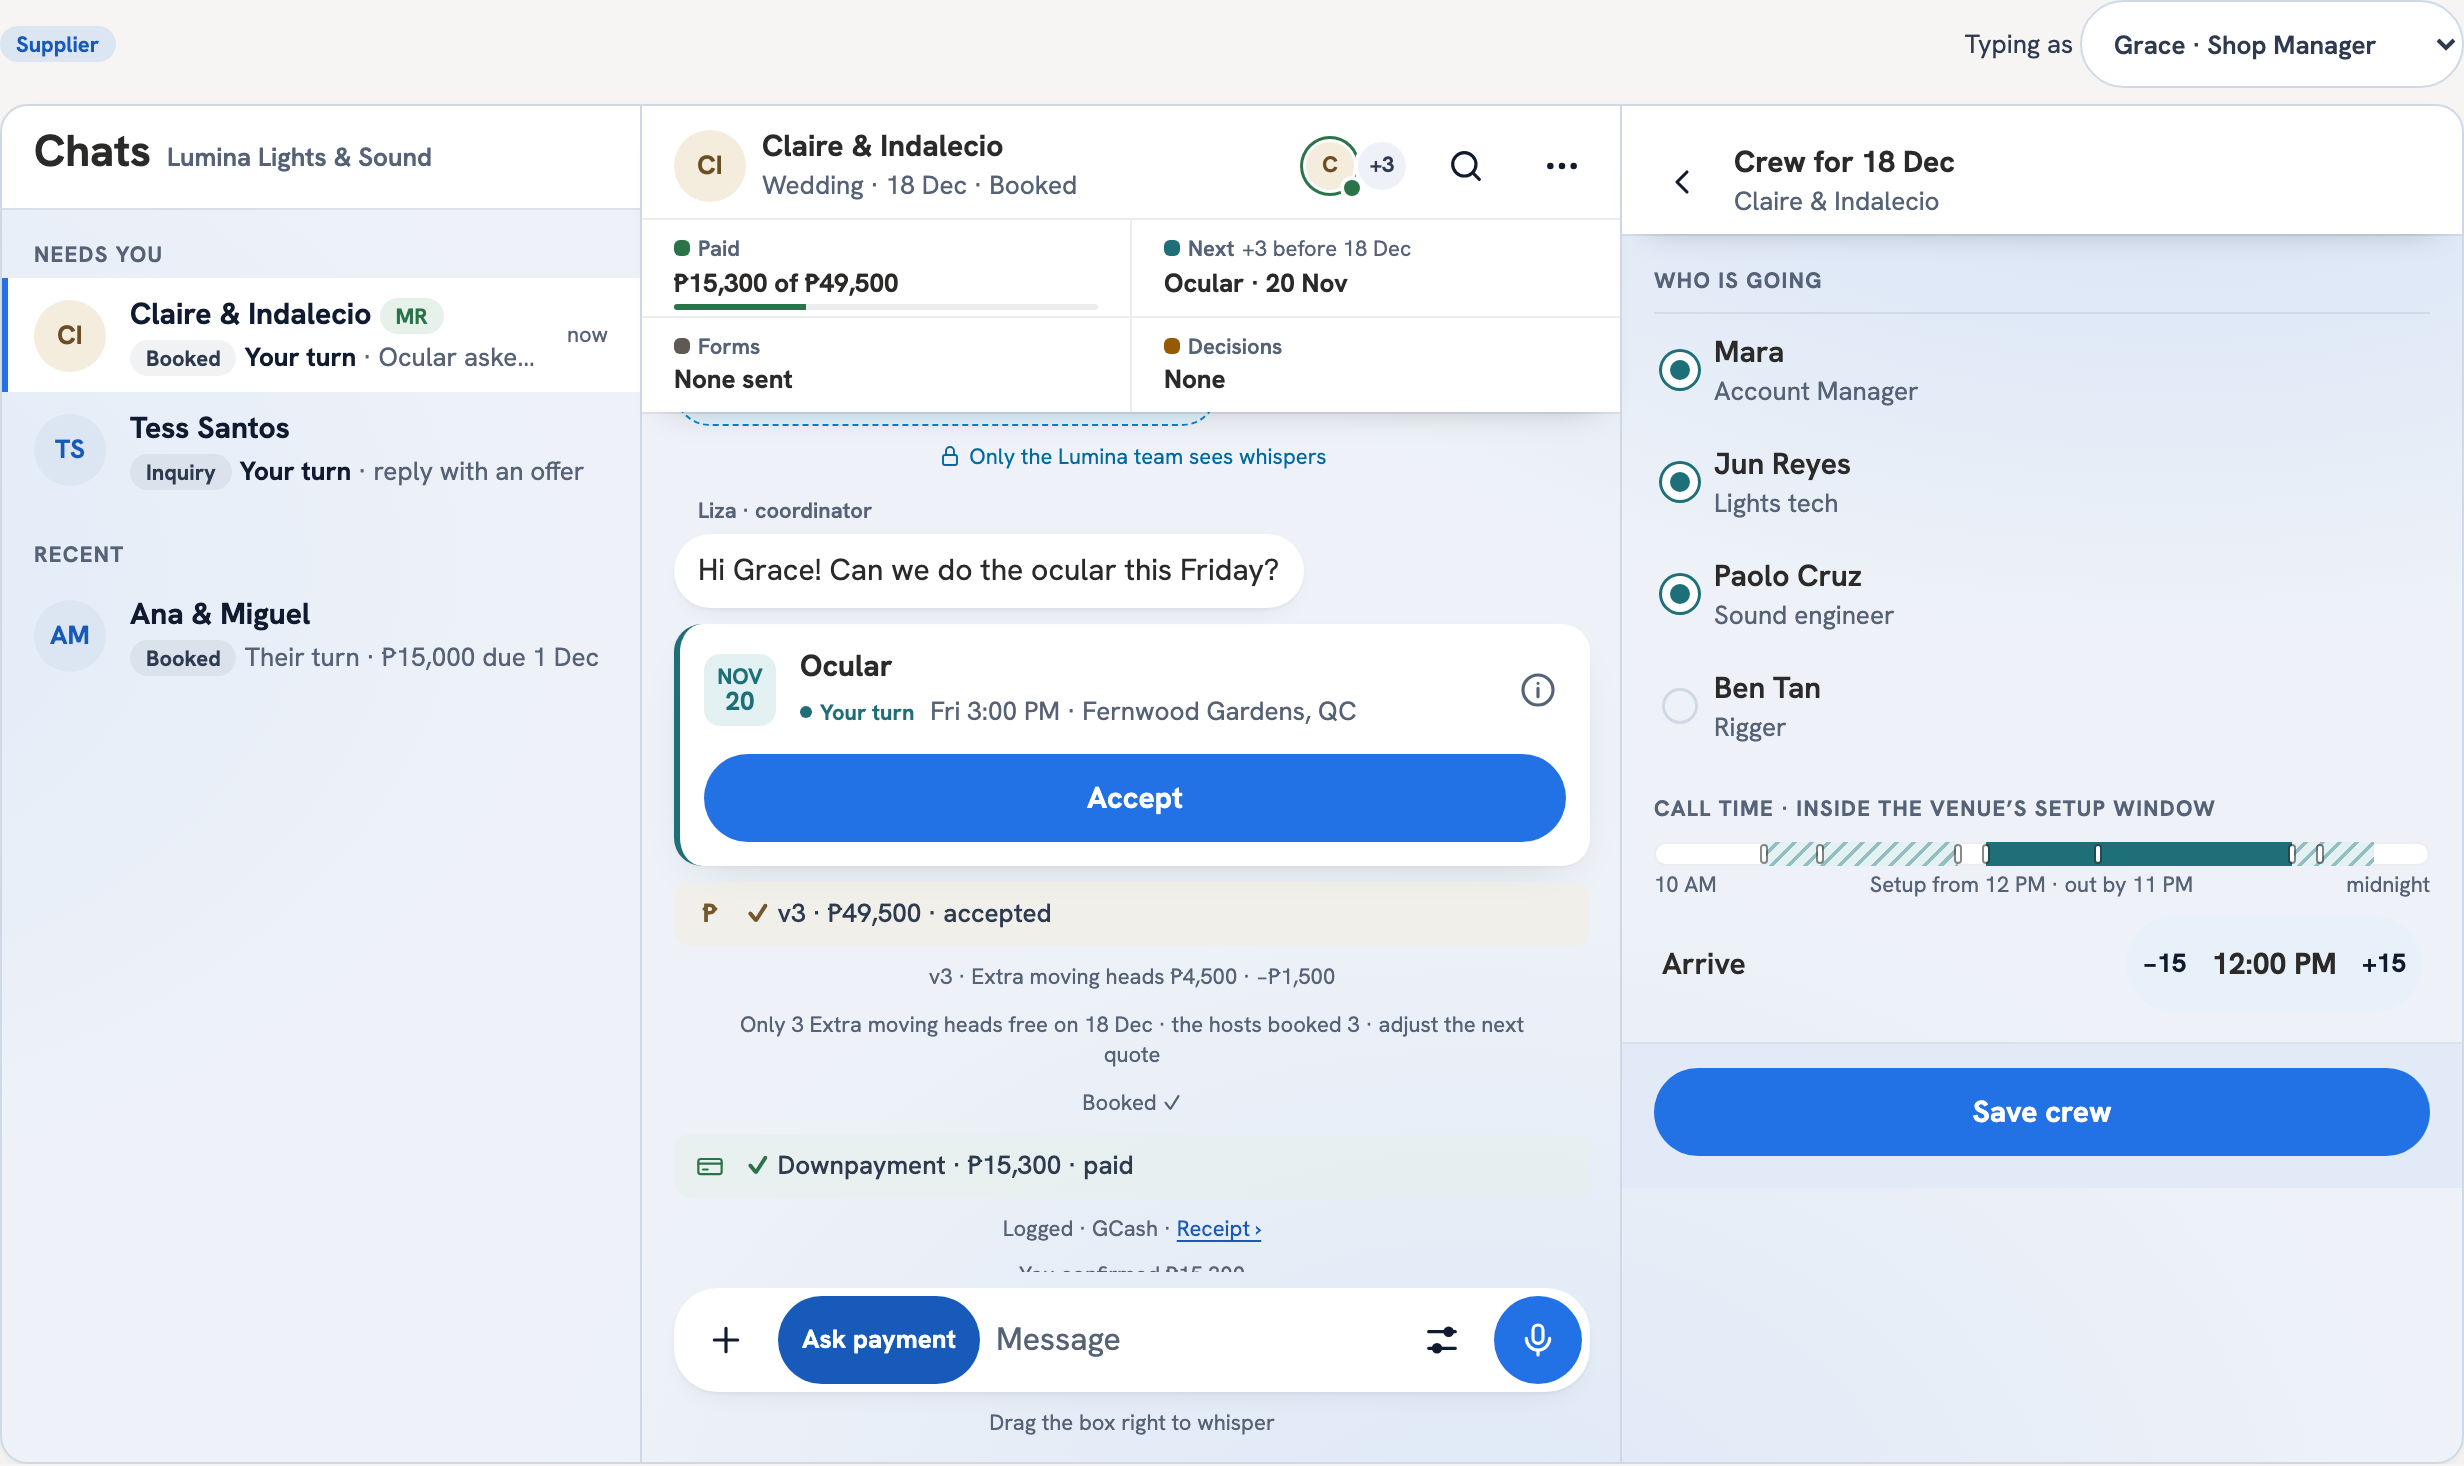 Supplier
Typing as
Grace · Shop Manager
Chats Lumina Lights & Sound
NEEDS YOU
CI
Claire & Indalecio MR
now
Booked Your turn · Ocular aske...
TS
Tess Santos
Inquiry Your turn · reply with an offer
RECENT
AM
Ana & Miguel
Booked Their turn · ₱15,000 due 1 Dec
CI
Claire & Indalecio
Wedding · 18 Dec · Booked
C
+3
Paid
₱15,300 of ₱49,500
Next +3 before 18 Dec
Ocular · 20 Nov
Forms
None sent
Decisions
None
Only the Lumina team sees whispers
Liza · coordinator
Hi Grace! Can we do the ocular this Friday?
NOV
20
Ocular
Your turn Fri 3:00 PM · Fernwood Gardens, QC
Accept
₱ ✓ v3 · ₱49,500 · accepted
v3 · Extra moving heads ₱4,500 · −₱1,500
Only 3 Extra moving heads free on 18 Dec · the hosts booked 3 · adjust the next
quote
Booked ✓
✓ Downpayment · ₱15,300 · paid
Logged · GCash · Receipt ›
You confirmed ₱15,300
Ask payment
Message
Drag the box right to whisper
Crew for 18 Dec
Claire & Indalecio
WHO IS GOING
Mara
Account Manager
Jun Reyes
Lights tech
Paolo Cruz
Sound engineer
Ben Tan
Rigger
CALL TIME · INSIDE THE VENUE’S SETUP WINDOW
10 AM
Setup from 12 PM · out by 11 PM
midnight
Arrive
−15 12:00 PM +15
Save crew